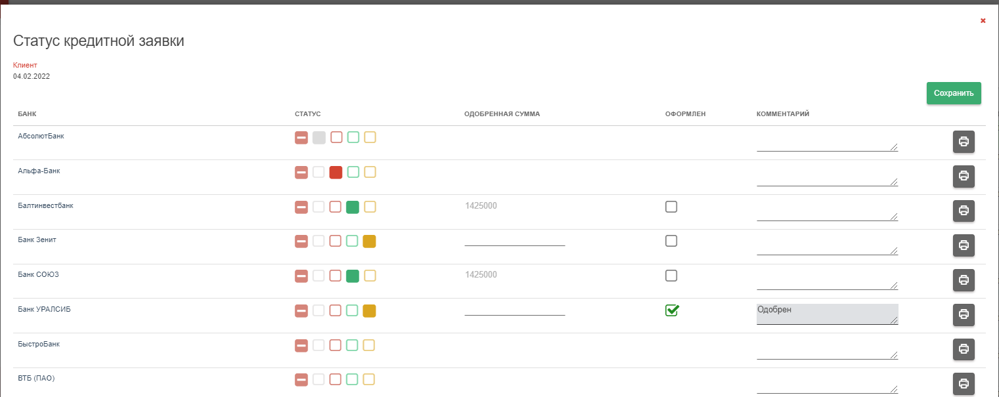 Статус кредитной заявки
Клиент
04.02.2022
Сохранить
БАНК СТАТУС ОДОБРЕННАЯ СУММА ОФОРМЛЕН КОММЕНТАРИЙ
АбсолютБанк
Альфа-Банк
Балтинвестбанк 1425000
Банк Зенит
Банк СОЮЗ 1425000
Банк УРАЛСИБ Одобрен
БыстроБанк
ВТБ (ПАО)